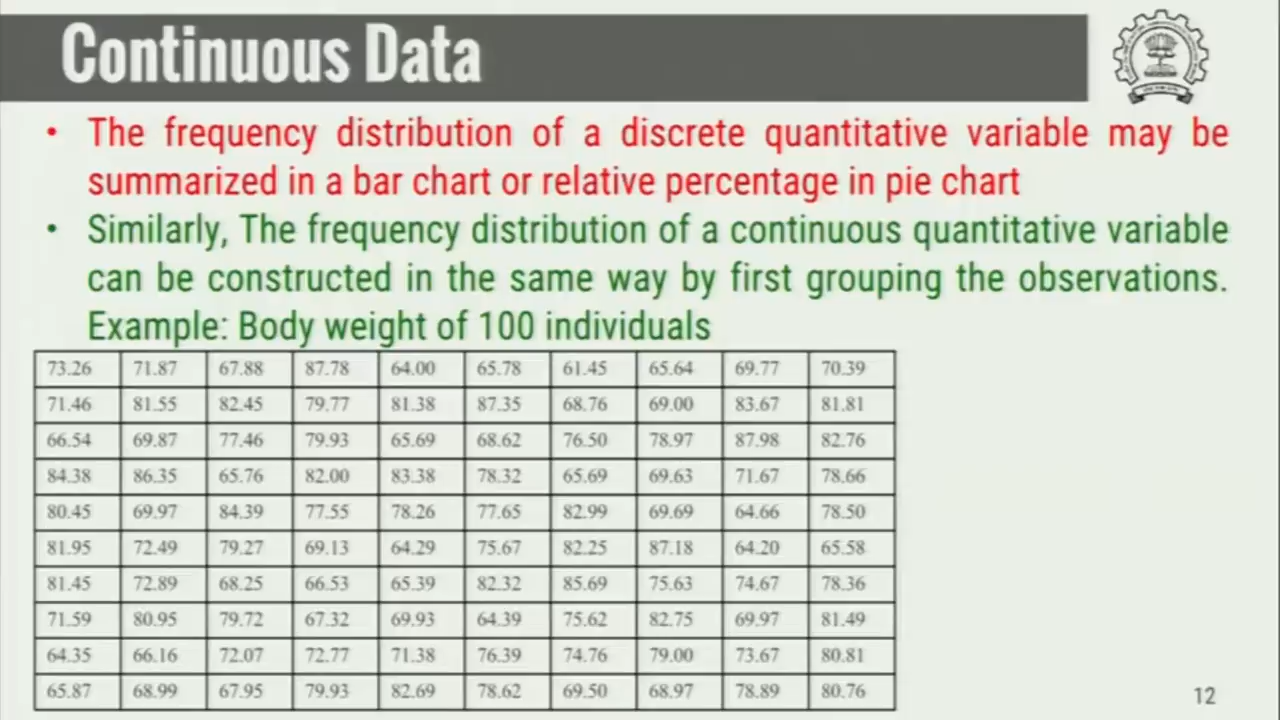 Continuous Data
• The frequency distribution of a discrete quantitative variable may be
summarized in a bar chart or relative percentage in pie chart
• Similarly, The frequency distribution of a continuous quantitative variable
can be constructed in the same way by first grouping the observations.
Example: Body weight of 100 individuals
73.26 71.87 67.88 87.78 64.00 65.78 61.45 65.64 69.77 70.39
71.46 81.55 82.45 79.77 81.38 87.35 68.76 69.00 83.67 81.81
66.54 69.87 77.46 79.93 65.69 68.62 76.50 78.97 87.98 82.76
84.38 86.35 65.76 82.00 83.38 78.32 65.69 69.63 71.67 78.66
80.45 69.97 84.39 77.55 78.26 77.65 82.99 69.69 64.66 78.50
81.95 72.49 79.27 69.13 64.29 75.67 82.25 87.18 64.20 65.58
81.45 72.89 68.25 66.53 65.39 82.32 85.69 75.63 74.67 78.36
71.59 80.95 79.72 67.32 69.93 64.39 75.62 82.75 69.97 81.49
64.35 66.16 72.07 72.77 71.38 76.39 74.76 79.00 73.67 80.81
65.87 68.99 67.95 79.93 82.69 78.62 69.50 68.97 78.89 80.76
12